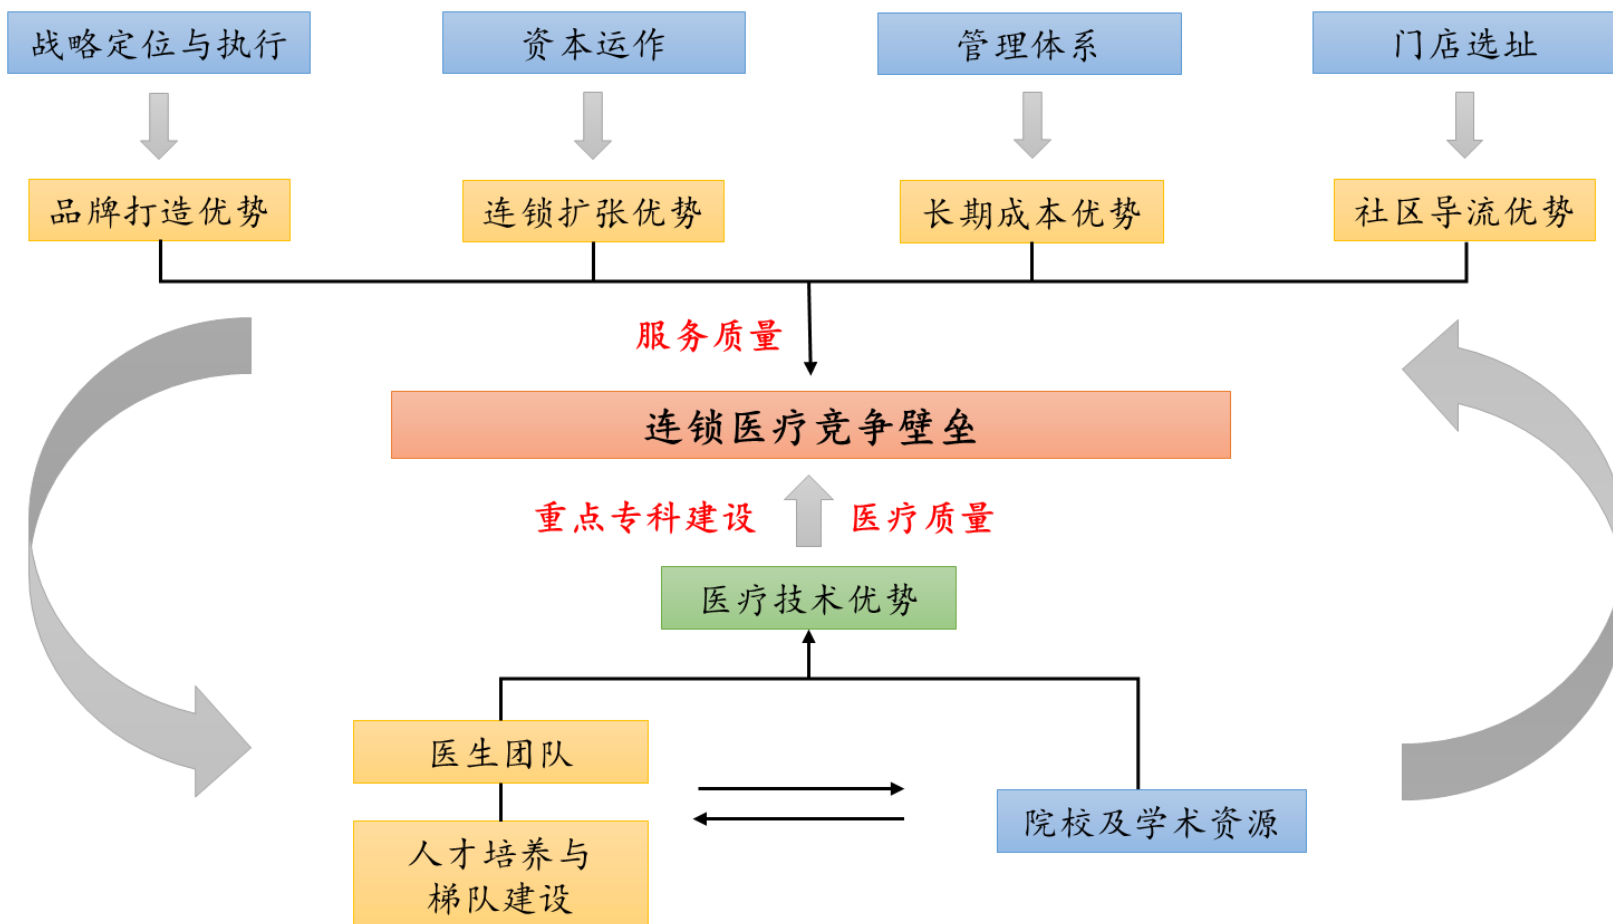 战略定位与执行
资本运作
管理体系
门店选址
品牌打造优势
连锁扩张优势
长期成本优势
社区导流优势
服务质量
连锁医疗竞争壁垒
重点专科建设
医疗质量
医疗技术优势
医生团队
院校及学术资源
人才培养与
梯队建设